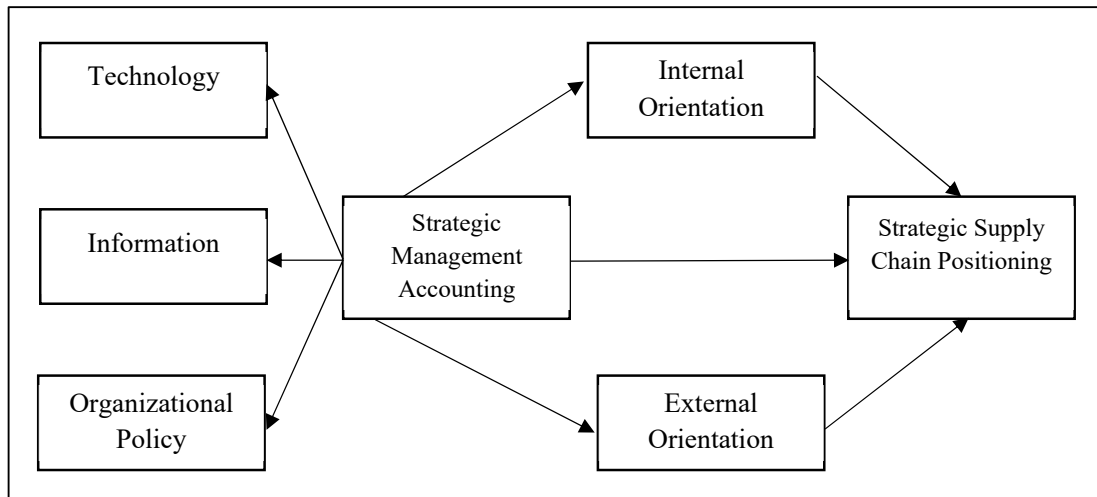 Technology
Internal
Orientation
Information
Strategic
Management
Accounting
Strategic Supply
Chain Positioning
Organizational
Policy
External
Orientation